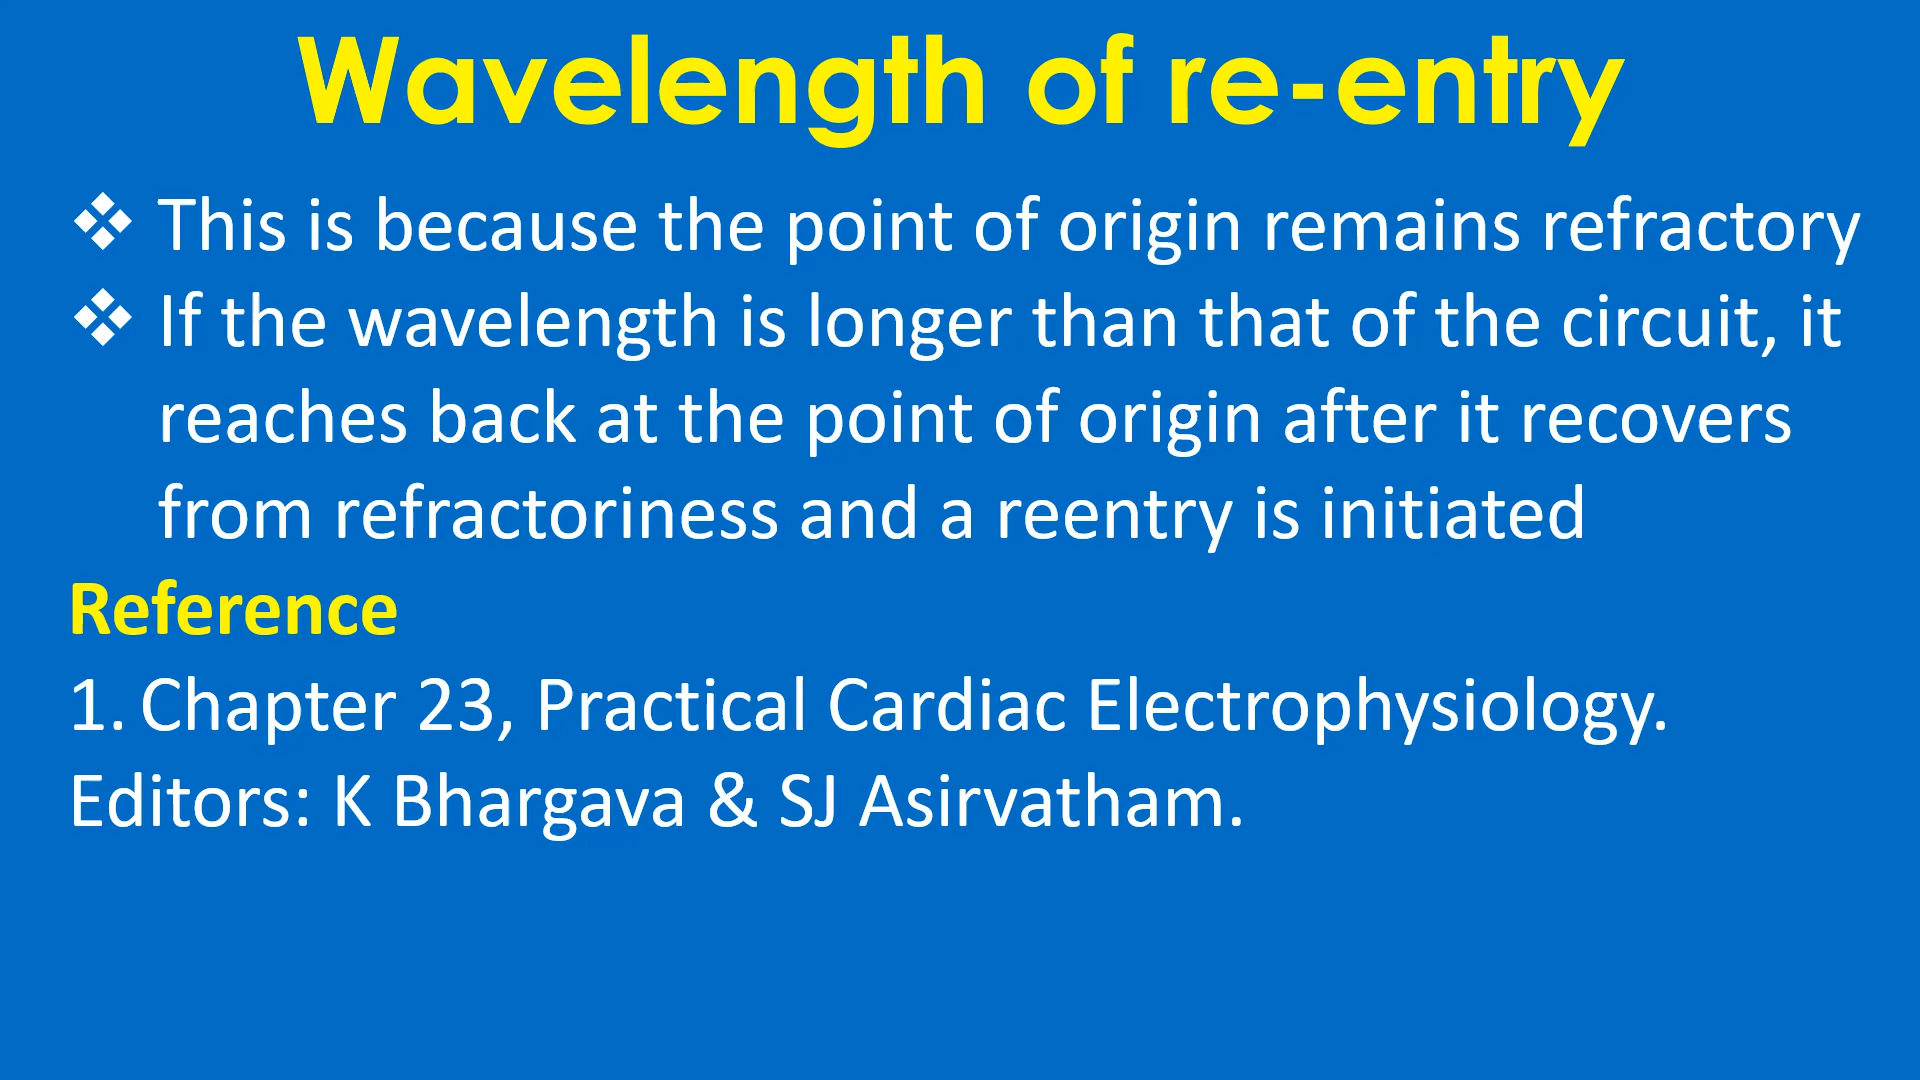 Wavelength of re-entry
❖ This is because the point of origin remains refractory
❖ If the wavelength is longer than that of the circuit, it
reaches back at the point of origin after it recovers
from refractoriness and a reentry is initiated
Reference
1. Chapter 23, Practical Cardiac Electrophysiology.
Editors: K Bhargava & SJ Asirvatham.